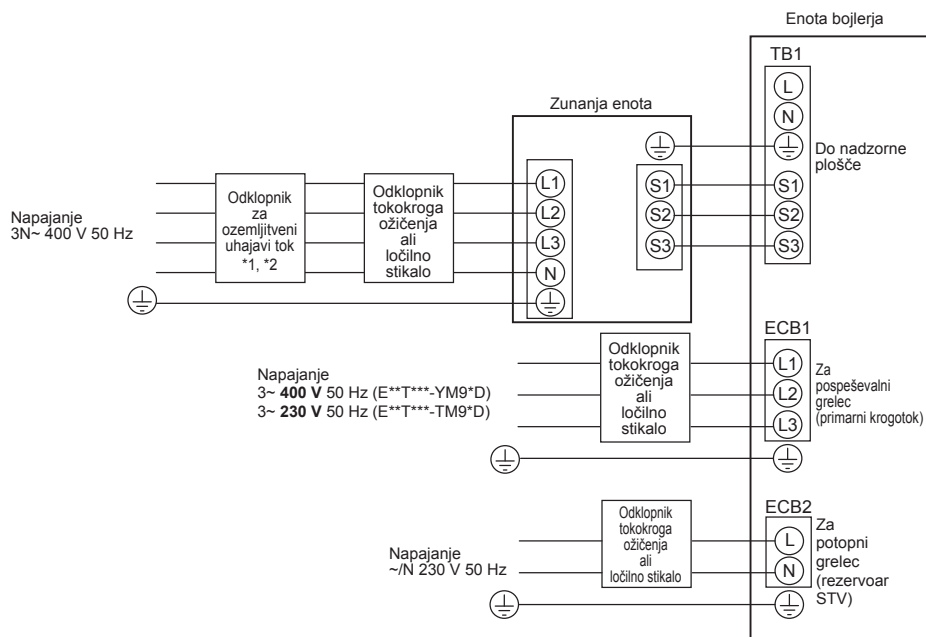 Enota bojlerja
TB1
L
N
Do nadzorne
plošče
S1
S2
S3
Zunanja enota
L1
L2
L3
N
S1
S2
S3
Odklopnik
za
ozemljitveni
uhajavi tok
*1, *2
Odklopnik
tokokroga
ožičenja
ali
ločilno
stikalo
Napajanje
3N~ 400 V 50 Hz
ECB1
L1
L2
L3
Za
pospeševalni
grelec
(primarni krogotok)
Odklopnik
tokokroga
ožičenja
ali
ločilno
stikalo
Napajanje
3~ 400 V 50 Hz (E**T***-YM9*D)
3~ 230 V 50 Hz (E**T***-TM9*D)
ECB2
L
N
Za
potopni
grelec
(rezervoar
STV)
Odklopnik
tokokroga
ožičenja
ali
ločilno stikalo
Napajanje
~/N 230 V 50 Hz